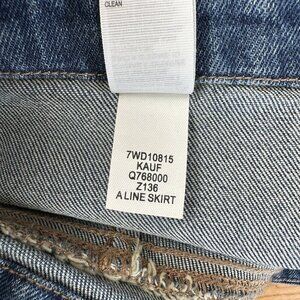 CLEAN
7WD10815
KAUF
Q768000
Z136
A LINE SKIRT